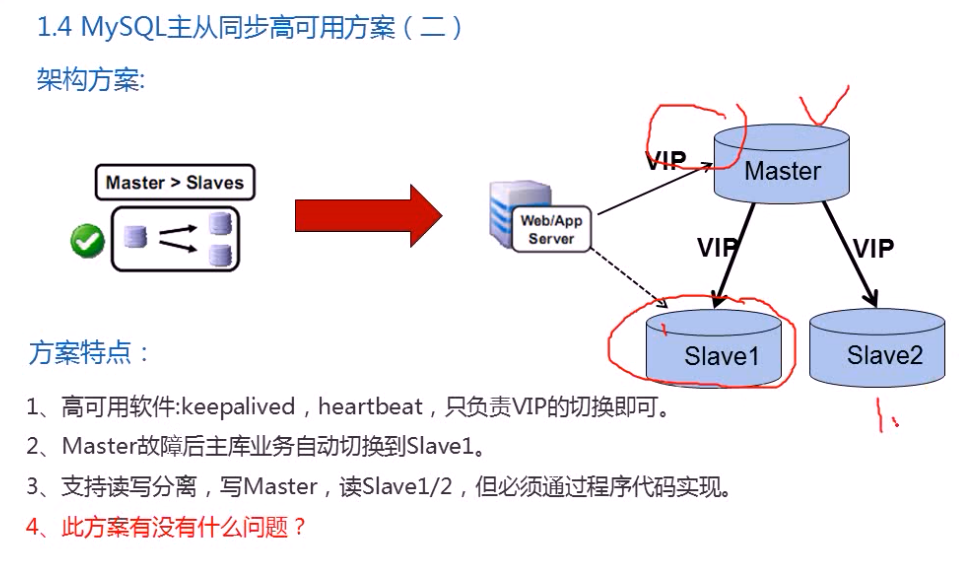 1.4 MySQL主从同步高可用方案（二）
架构方案:
Master > Slaves
Web/App
Server
VIP
Master
VIP
VIP
Slave1
Slave2
方案特点：
1、高可用软件:keepalived，heartbeat，只负责VIP的切换即可。
2、Master故障后主库业务自动切换到Slave1。
3、支持读写分离，写Master，读Slave1/2，但必须通过程序代码实现。
4、此方案有没有什么问题？